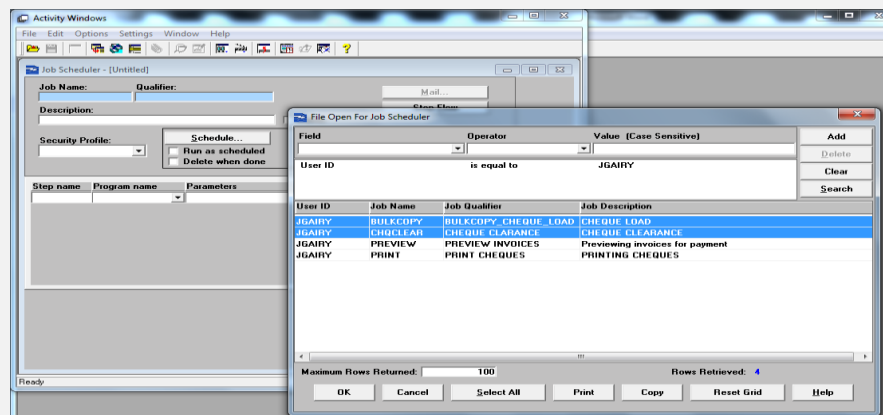 Activity Windows
File Edit Options Settings Window Help
Job Scheduler - [Untitled]
Job Name: Qualifier:
Mail...
Description:
Stop Flow
Security Profile:
Schedule...
Run as scheduled
Delete when done
Step name Program name Parameters
Ready
File Open For Job Scheduler
Field Operator Value (Case Sensitive)
User ID is equal to JGAIRY
Add
Delete
Clear
Search
User ID Job Name Job Qualifier Job Description
JGAIRY BULKCOPY BULKCOPY_CHEQUE_LOAD CHEQUE LOAD
JGAIRY CHQCLEAR CHEQUE CLARANCE CHEQUE CLEARANCE
JGAIRY PREVIEW PREVIEW INVOICES Previewing invoices for payment
JGAIRY PRINT PRINT CHEQUES PRINTING CHEQUES
Maximum Rows Returned: 100 Rows Retrieved: 4
OK Cancel Select All Print Copy Reset Grid Help